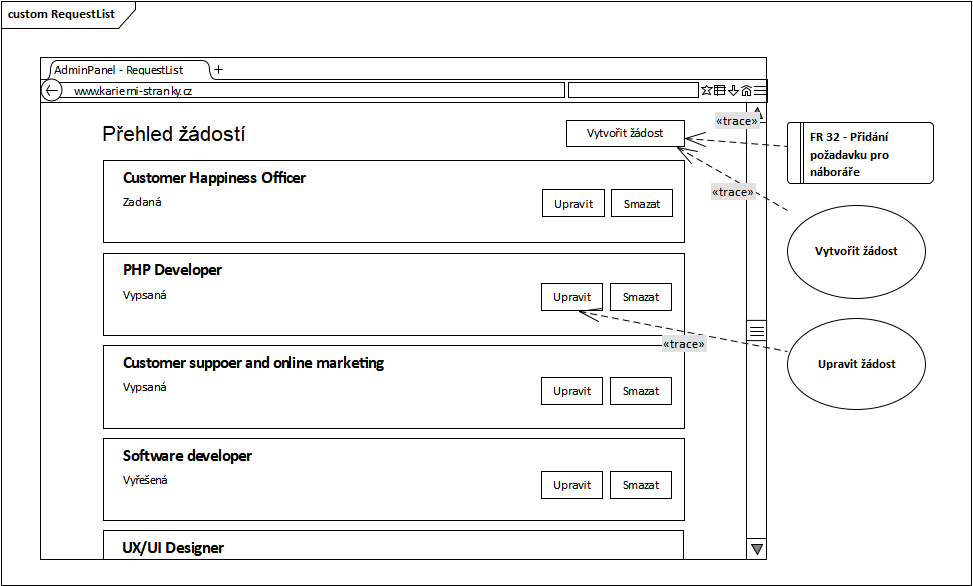 custom RequestList
AdminPanel - RequestList
www.karierni-stranky.cz
Přehled žádostí
Vytvořit žádost
«trace»
FR 32 - Přidání
požadavku pro
náboráře
Customer Happiness Officer
Zadaná
Upravit
Smazat
«trace»
Vytvořit žádost
PHP Developer
Vypsaná
Upravit
Smazat
«trace»
Upravit žádost
Customer suppoer and online marketing
Vypsaná
Upravit
Smazat
Software developer
Vyřešená
Upravit
Smazat
UX/UI Designer